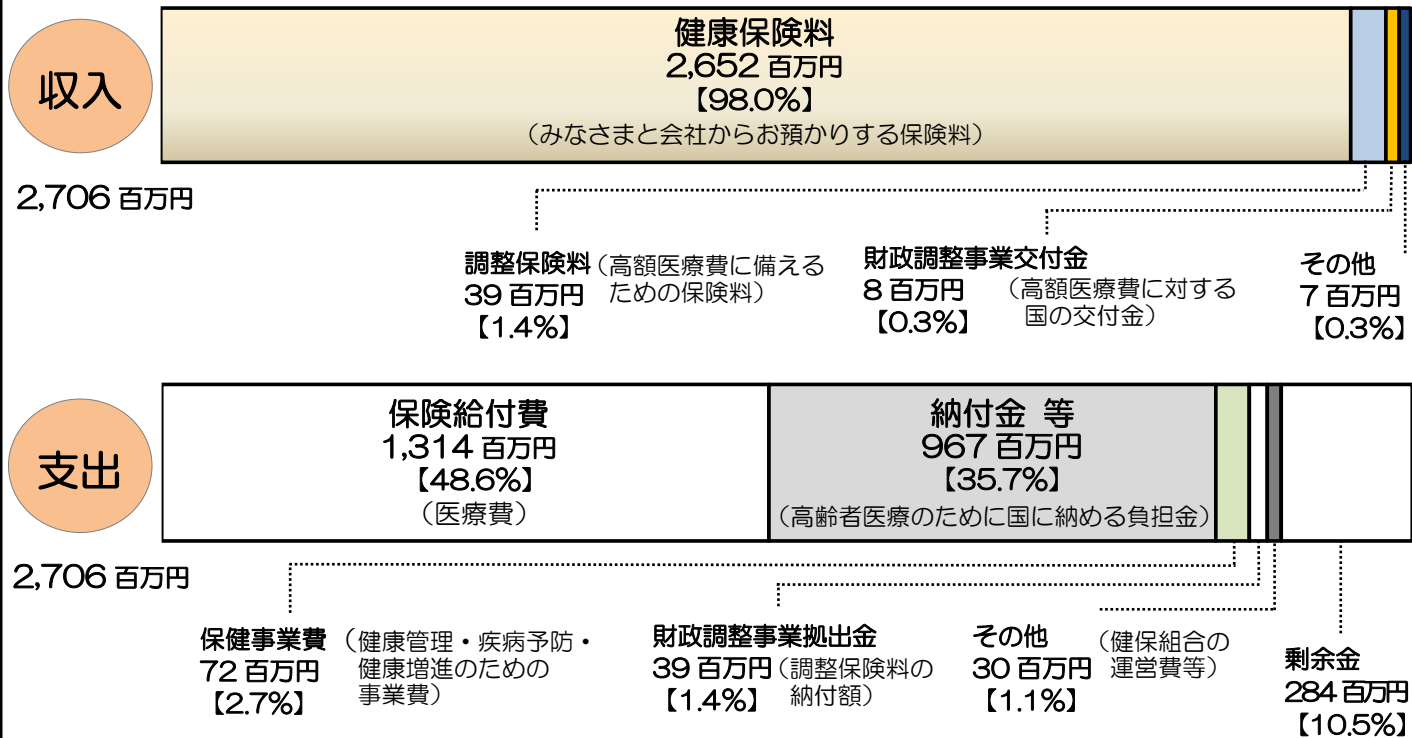 収入
2,706 百万円
健康保険料
2,652 百万円
【98.0%】
（みなさまと会社からお預かりする保険料）
調整保険料（高額医療費に備える
39 百万円 ための保険料）
【1.4%】
財政調整事業交付金
8 百万円 （高額医療費に対する
【0.3%】 国の交付金）
その他
7 百万円
【0.3%】
支出
2,706 百万円
保険給付費
1,314 百万円
【48.6%】
（医療費）
納付金 等
967 百万円
【35.7%】
（高齢者医療のために国に納める負担金）
保健事業費 （健康管理・疾病予防・
72 百万円 健康増進のための
【2.7%】 事業費）
財政調整事業拠出金
39 百万円（調整保険料の
【1.4%】 納付額）
その他 （健保組合の
30 百万円 運営費等）
【1.1%】
剰余金
284 百万円
【10.5%】